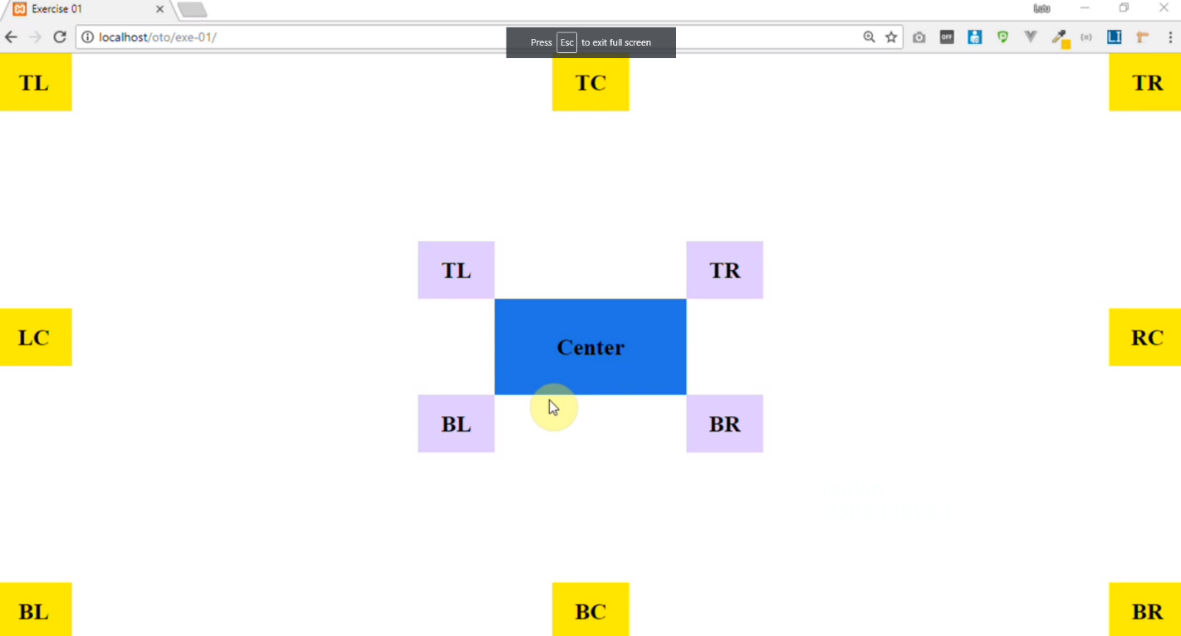 Exercise 01
localhost/oto/exe-01/
Press Esc to exit full screen
TL
TC
TR
TL
TR
LC
Center
RC
BL
BR
BL
BC
BR